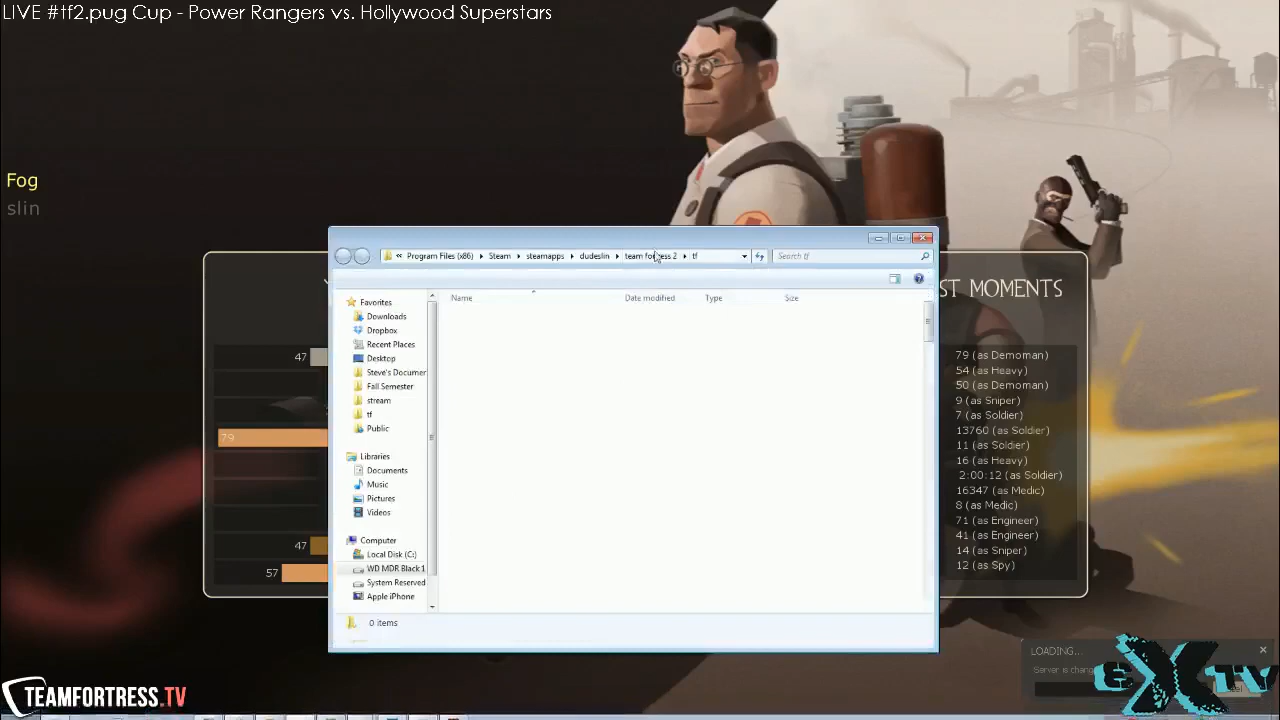 LIVE #tf2.pug Cup - Power Rangers vs. Hollywood Superstars
Fog
slin
« Program Files (x86) ▸ Steam ▸ steamapps ▸ dudeslin ▸ team fortress 2 ▸ tf
Search tf
Name Date modified Type Size
Favorites
Downloads
Dropbox
Recent Places
Desktop
Steve's Documer
Fall Semester
stream
tf
Public
Libraries
Documents
Music
Pictures
Videos
Computer
Local Disk (C:)
WD MDR Black 1
System Reserved
Apple iPhone
0 items
47
79
47
57
ST MOMENTS
79 (as Demoman)
54 (as Heavy)
50 (as Demoman)
9 (as Sniper)
7 (as Soldier)
13760 (as Soldier)
11 (as Soldier)
16 (as Heavy)
2:00:12 (as Soldier)
16347 (as Medic)
8 (as Medic)
71 (as Engineer)
41 (as Engineer)
14 (as Sniper)
12 (as Spy)
LOADING...
Server is chang
eXTV
TEAMFORTRESS.TV